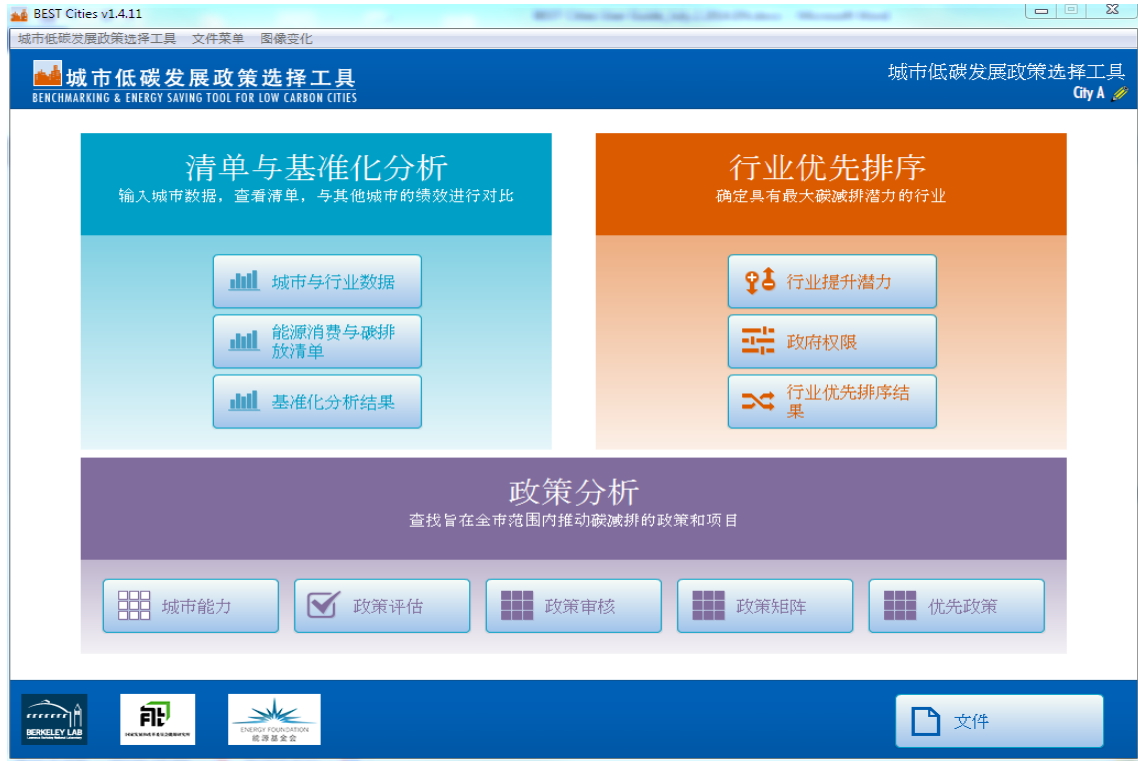 BEST Cities v1.4.11
城市低碳发展政策选择工具 文件菜单 图像变化
城市低碳发展政策选择工具
BENCHMARKING & ENERGY SAVING TOOL FOR LOW CARBON CITIES
城市低碳发展政策选择工具
City A
清单与基准化分析
输入城市数据，查看清单，与其他城市的绩效进行对比
城市与行业数据
能源消费与碳排
放清单
基准化分析结果
行业优先排序
确定具有最大碳减排潜力的行业
行业提升潜力
政府权限
行业优先排序结
果
政策分析
查找旨在全市范围内推动碳减排的政策和项目
城市能力
政策评估
政策审核
政策矩阵
优先政策
BERKELEY LAB
ENERGY FOUNDATION
能源基金会
文件